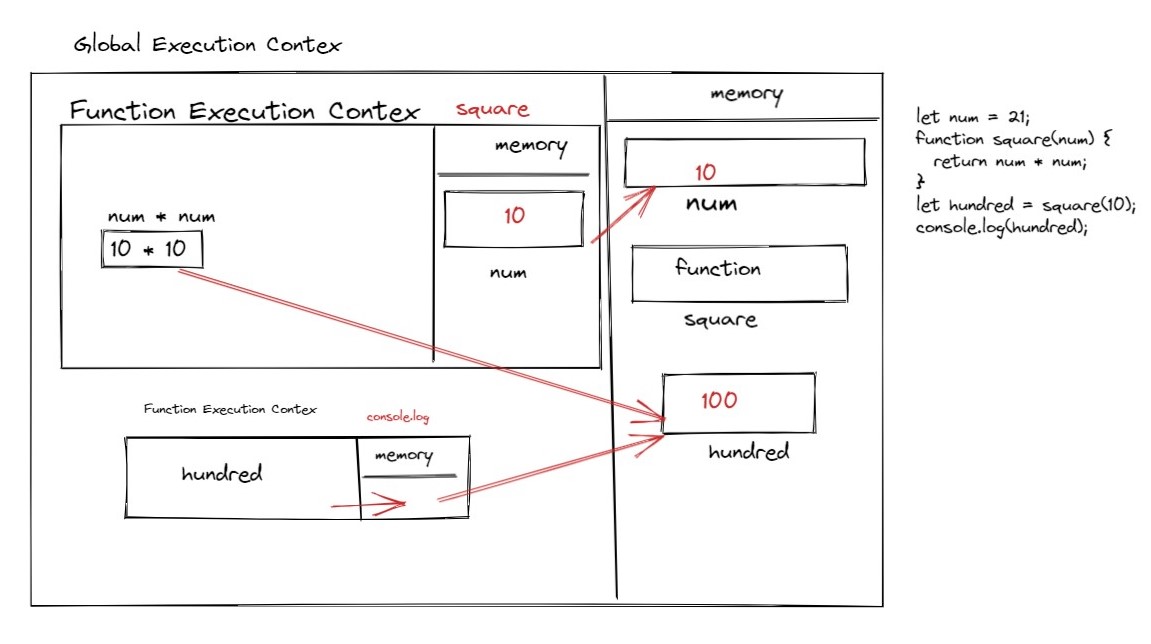 Global Execution Contex
Function Execution Contex square
memory
10
num
num * num
10 * 10
Function Execution Contex console.log
hundred
memory
memory
10
num
function
square
100
hundred
let num = 21;
function square(num) {
return num * num;
}
let hundred = square(10);
console.log(hundred);